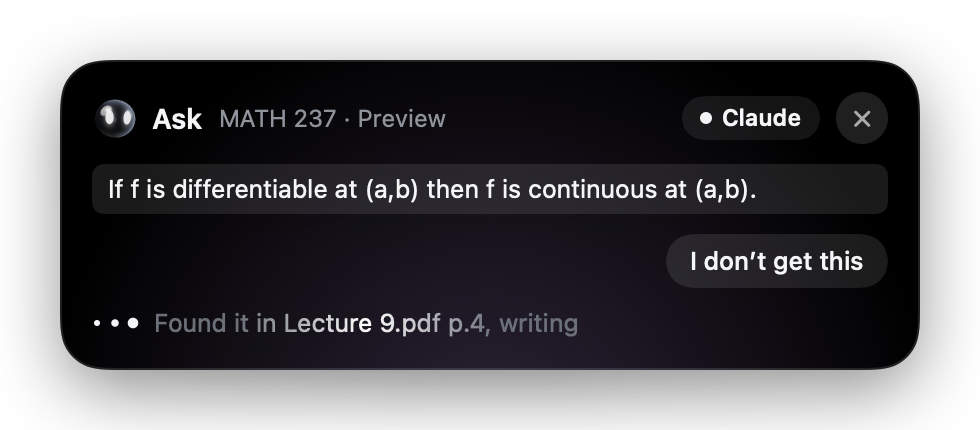 Ask MATH 237 · Preview Claude
If f is differentiable at (a,b) then f is continuous at (a,b).
I don’t get this
Found it in Lecture 9.pdf p.4, writing